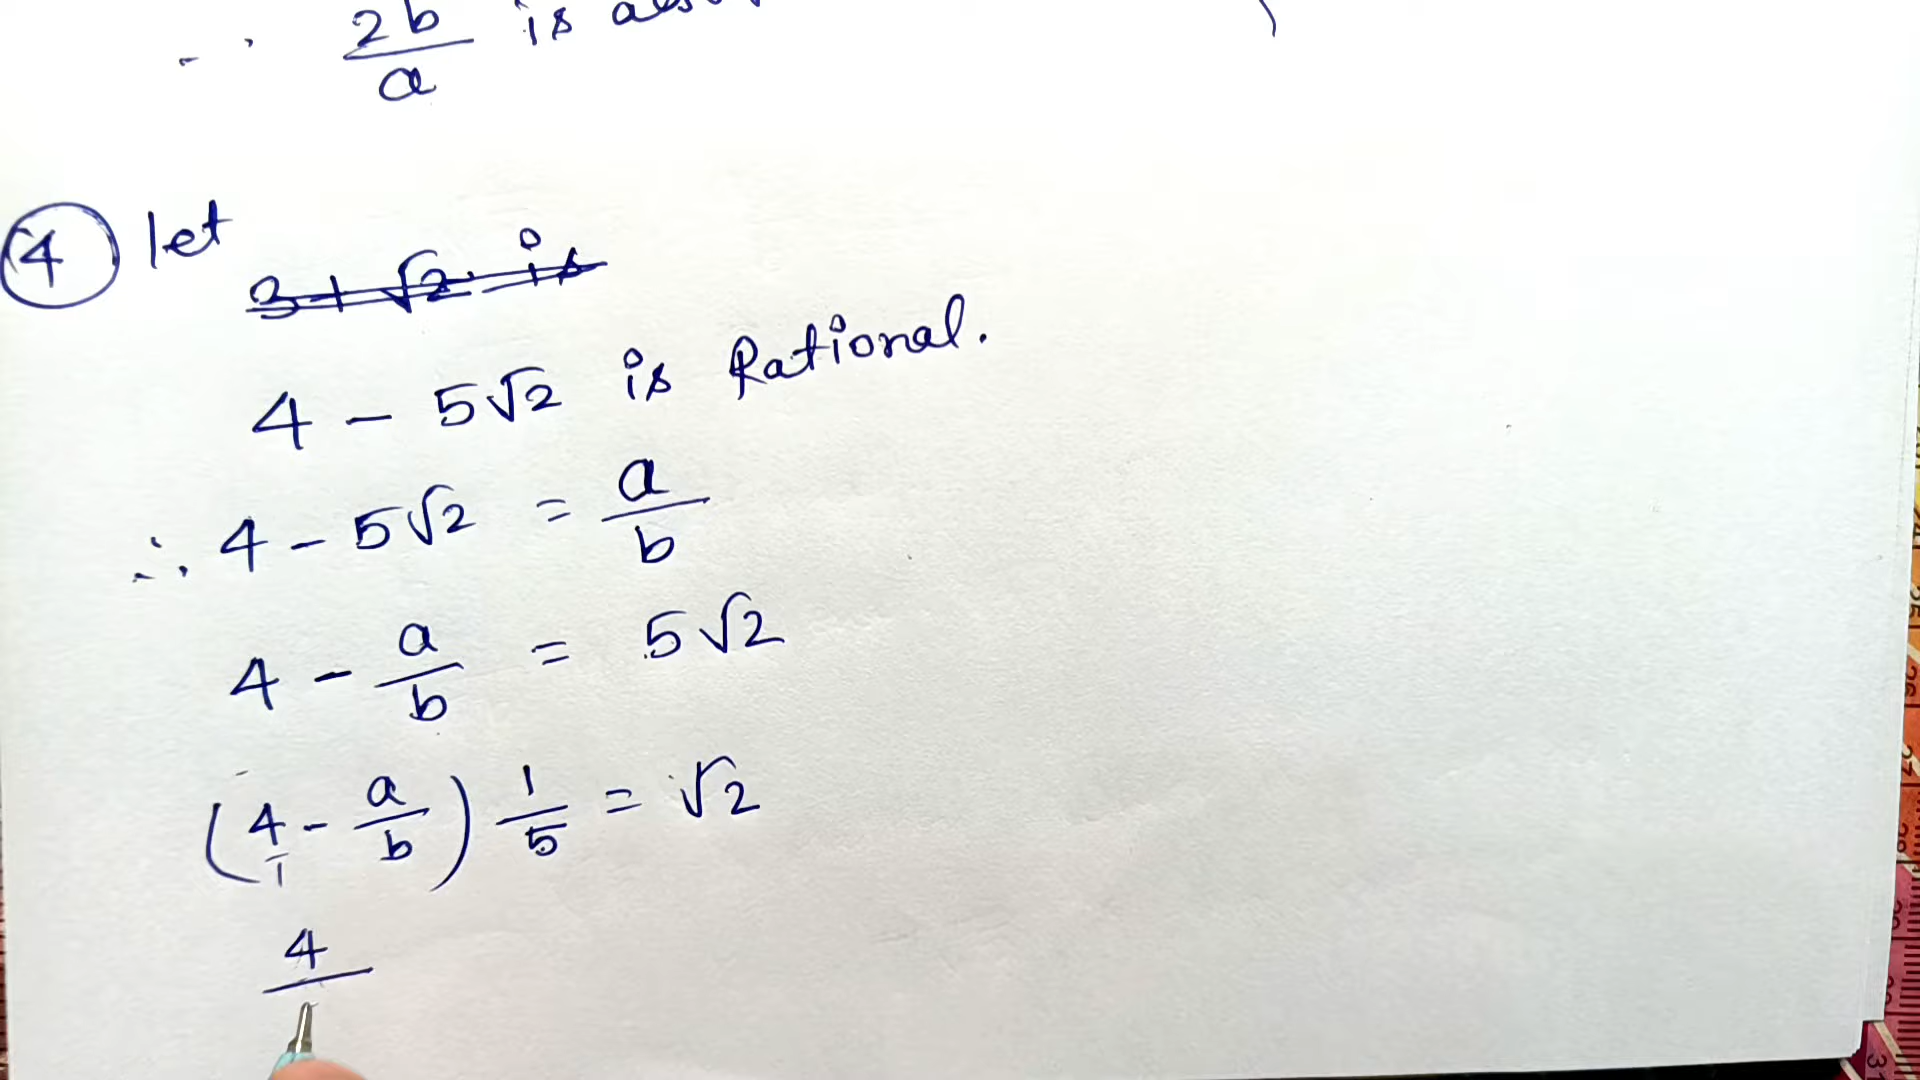 2b/a is
④ let
3 + √2 is
4 - 5√2 is Rational.
∴ 4 - 5√2 = a/b
4 - a/b = 5√2
(4/1 - a/b) 1/5 = √2
4